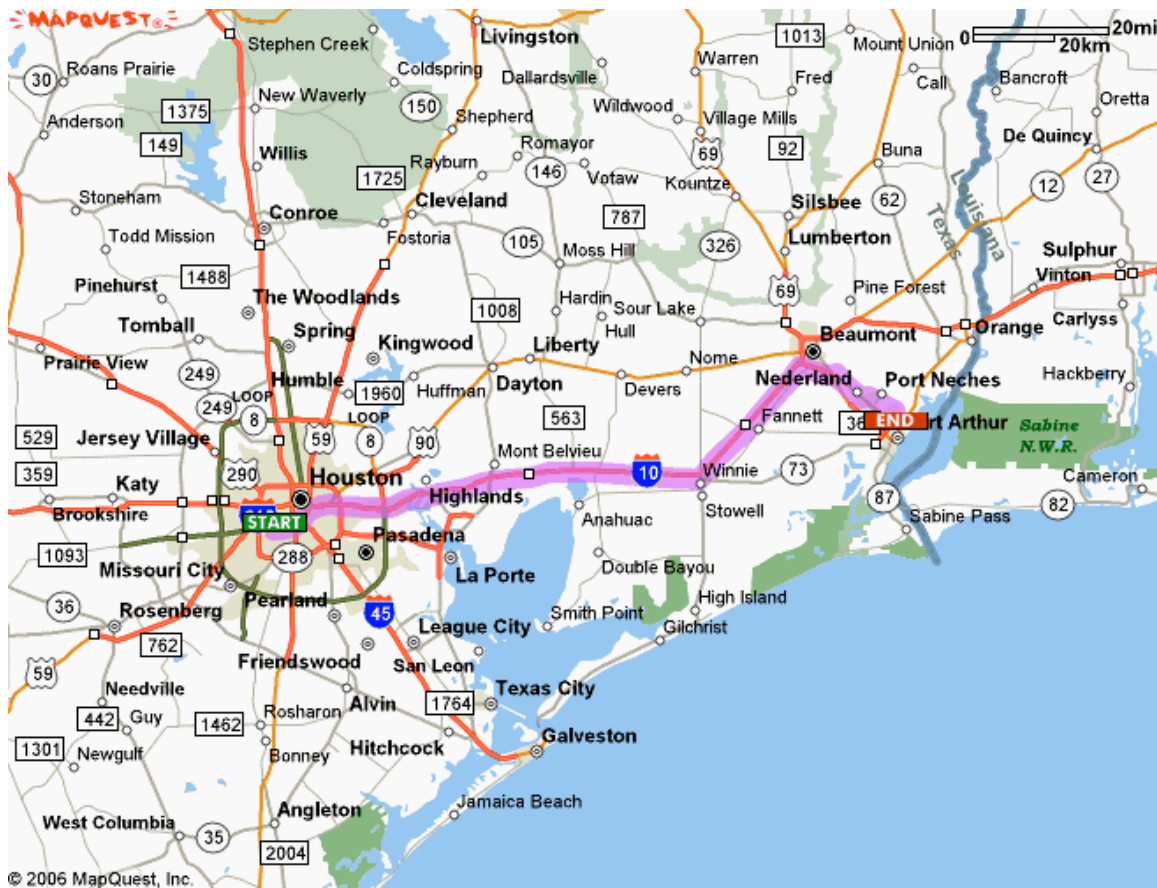 MAPQUEST
20mi
0
20km
1013
Stephen Creek
Livingston
Mount Union
30
Roans Prairie
Coldspring
Dallardsville
Warren
Fred
Call
Bancroft
1375
New Waverly
150
Wildwood
Oretta
Anderson
149
Shepherd
Village Mills
De Quincy
Willis
Romayor
69
92
Buna
1725
Rayburn
146
Votaw
Kountze
12
27
Stoneham
Conroe
Cleveland
787
Silsbee
62
Louisiana
Texas
Todd Mission
Fostoria
105
Moss Hill
326
Lumberton
Sulphur
1488
Pinehurst
The Woodlands
1008
Hardin
Sour Lake
69
Pine Forest
Vinton
Tomball
Spring
Hull
Beaumont
Orange
Carlyss
Prairie View
249
Kingwood
Liberty
Nome
Humble
1960
Huffman
Dayton
Devers
Nederland
Port Neches
Hackberry
249
LOOP
8
59
LOOP
8
90
563
Fannett
36
END
rt Arthur
Sabine
N.W.R.
529
Jersey Village
Mont Belvieu
359
290
Houston
10
Winnie
73
Cameron
Katy
Highlands
87
82
Brookshire
START
Anahuac
Stowell
Sabine Pass
1093
288
Pasadena
Missouri City
La Porte
Double Bayou
36
Rosenberg
Pearland
45
Smith Point
High Island
762
League City
Gilchrist
59
Friendswood
San Leon
Needville
Alvin
1764
Texas City
442
Guy
1462
Rosharon
Hitchcock
Galveston
1301
Newgulf
Bonney
Jamaica Beach
West Columbia
35
Angleton
2004
© 2006 MapQuest, Inc.